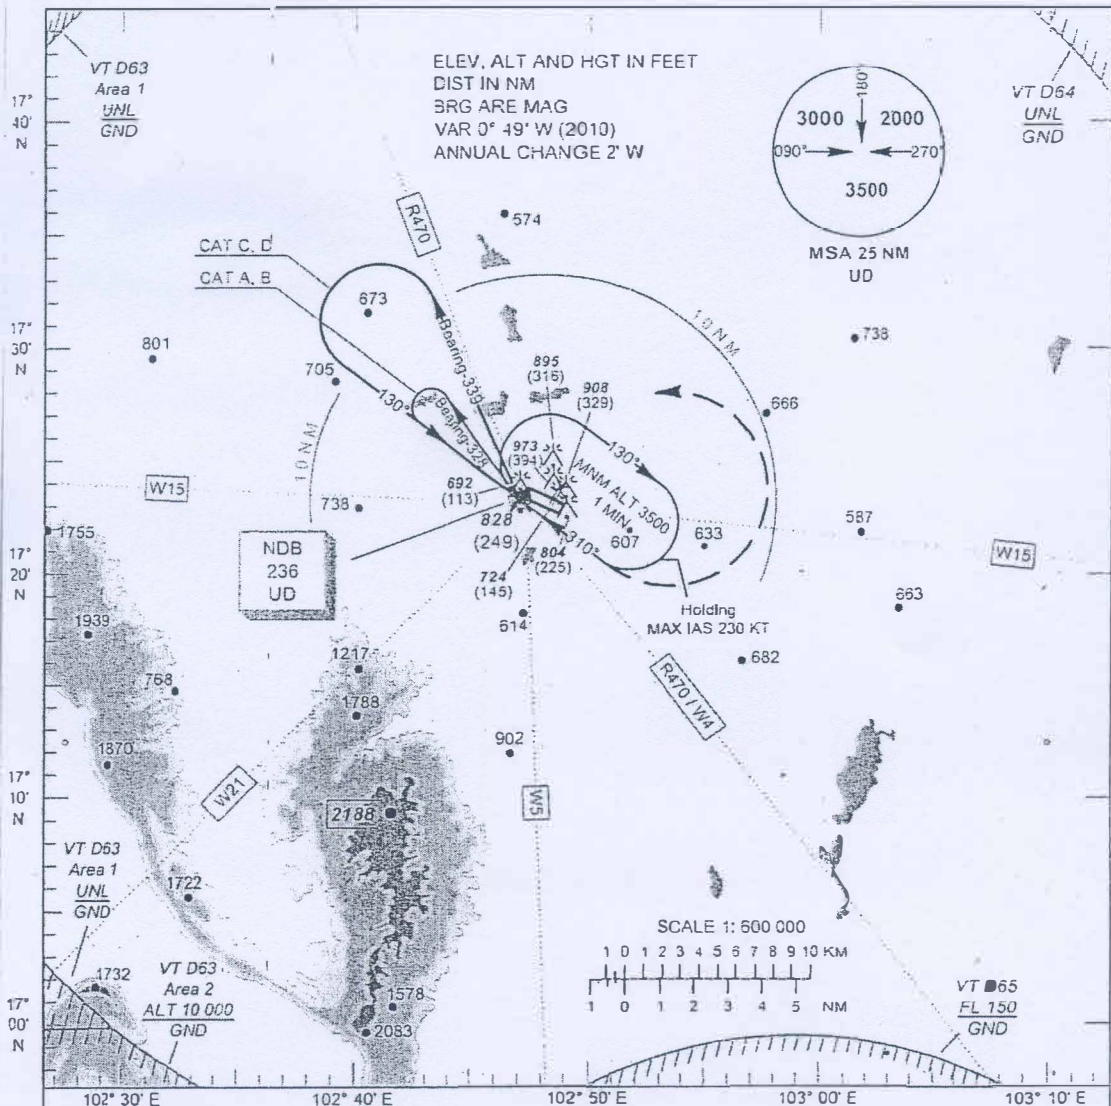 VT D63
Area 1
UNL
GND
ELEV, ALT AND HGT IN FEET
DIST IN NM
BRG ARE MAG
VAR 0° 49' W (2010)
ANNUAL CHANGE 2' W
180°
3000
2000
090°
270°
3500
MSA 25 NM
UD
VT D64
UNL
GND
17°
40'
N
R470
574
CAT C, D
CAT A, B
673
801
705
Bearing-339
10 NM
738
17°
30'
N
895
(316)
908
(329)
666
130°
Bearing-328
10 NM
973
(394)
130°
MNM ALT 3500
1 MIN
W15
692
(113)
738
828
(249)
310°
607
633
587
W15
1755
NDB
236
UD
804
(225)
724
(145)
17°
20'
N
Holding
MAX IAS 230 KT
663
614
1939
1217
682
768
1788
R470 / W4
902
1870
17°
10'
N
W21
2188
W5
VT D63
Area 1
UNL
GND
1722
SCALE 1: 600 000
1 0 1 2 3 4 5 6 7 8 9 10 KM
1 0 1 2 3 4 5 NM
1732
VT D63
Area 2
ALT 10 000
GND
1578
2083
VT D65
FL 150
GND
17°
00'
N
102° 30' E
102° 40' E
102° 50' E
103° 00' E
103° 10' E